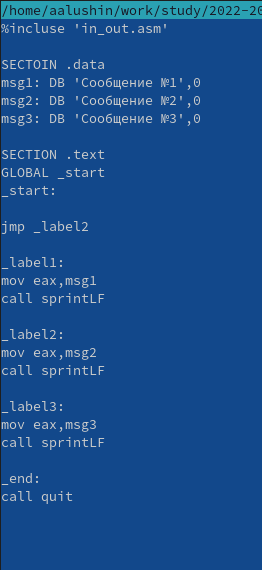 /home/aalushin/work/study/2022-20
%incluse 'in_out.asm'
SECTOIN .data
msg1: DB 'Сообщение №1',0
msg2: DB 'Сообщение №2',0
msg3: DB 'Сообщение №3',0
SECTION .text
GLOBAL _start
_start:
jmp _label2
_label1:
mov eax,msg1
call sprintLF
_label2:
mov eax,msg2
call sprintLF
_label3:
mov eax,msg3
call sprintLF
_end:
call quit